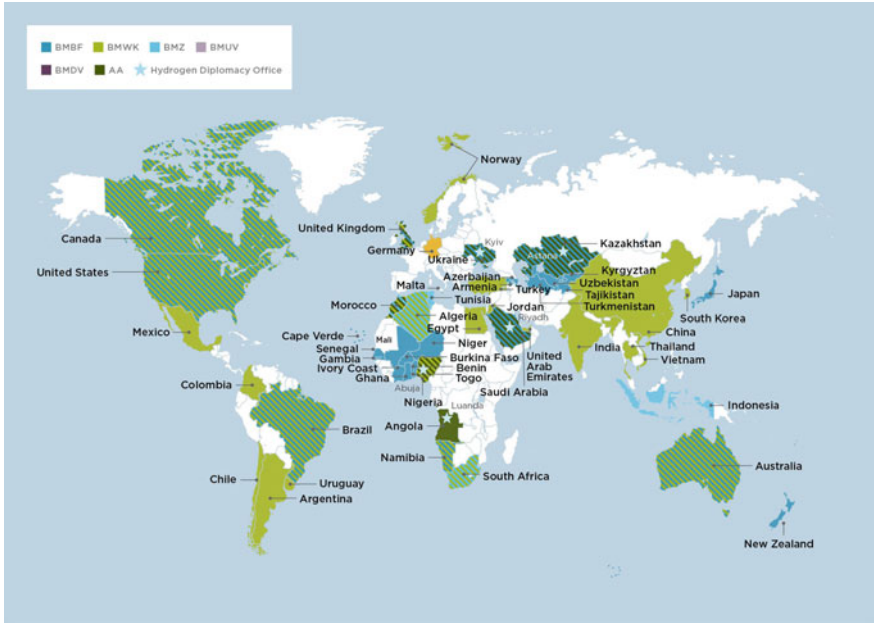 BMBF BMWK BMZ BMUV
BMDV AA Hydrogen Diplomacy Office
Norway
United Kingdom
Canada
Germany
Kyiv
Kazakhstan
Ukraine
Astana
United States
Azerbaijan
Kyrgyztan
Malta
Armenia
Turkey
Uzbekistan
Japan
Tunisia
Tajikistan
Morocco
Jordan
Turkmenistan
Mexico
Algeria
Riyadh
South Korea
Cape Verde
Egypt
China
Mali
Niger
India
Thailand
Senegal
Burkina Faso
United
Arab
Emirates
Vietnam
Gambia
Benin
Ivory Coast
Togo
Colombia
Ghana
Abuja
Saudi Arabia
Nigeria
Luanda
Indonesia
Brazil
Angola
Namibia
Australia
South Africa
Chile
Uruguay
Argentina
New Zealand